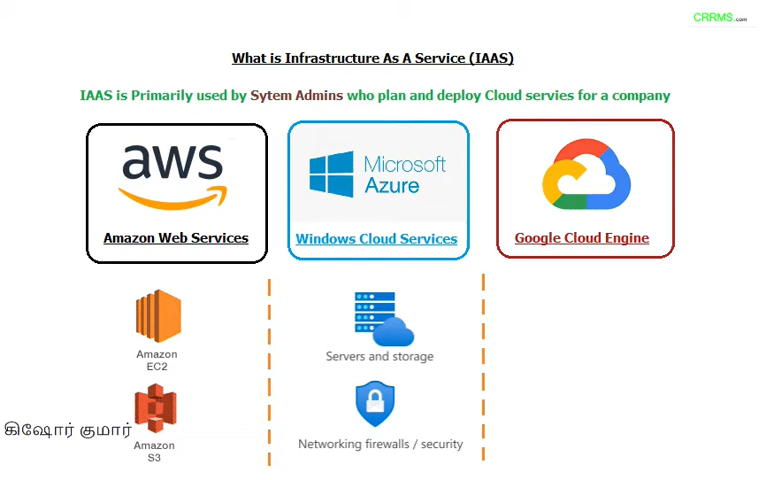 CRRMS.com
What is Infrastructure As A Service (IAAS)
IAAS is Primarily used by Sytem Admins who plan and deploy Cloud servies for a company
aws
Amazon Web Services
Microsoft
Azure
Windows Cloud Services
Google Cloud Engine
Amazon
EC2
Servers and storage
கிஷோர் குமார்
Amazon
S3
Networking firewalls / security